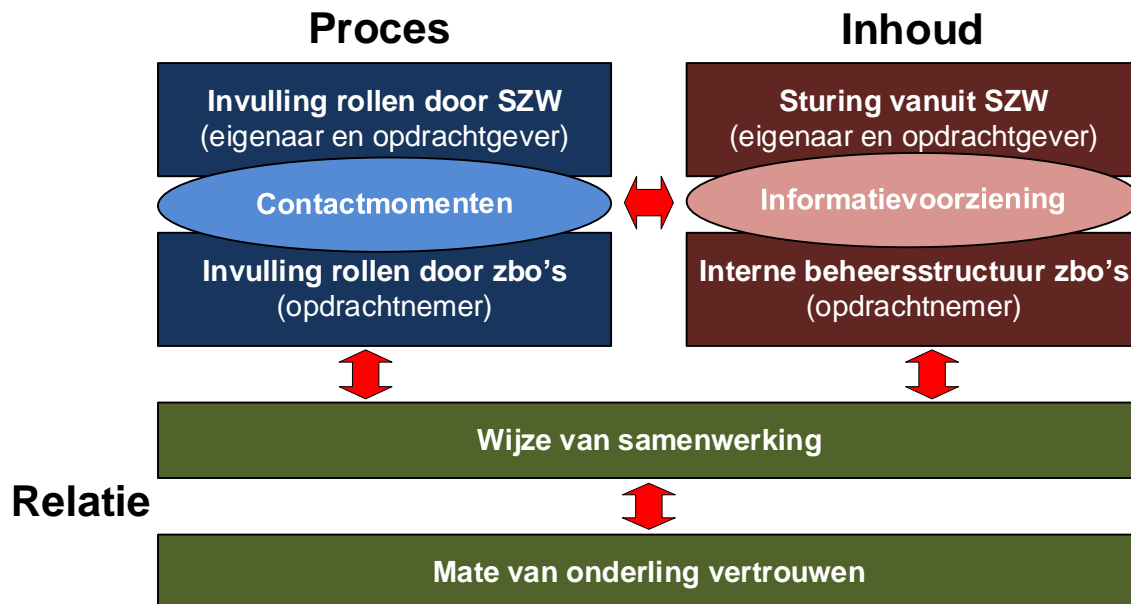 Proces
Invulling rollen door SZW
(eigenaar en opdrachtgever)
Contactmomenten
Invulling rollen door zbo’s
(opdrachtnemer)
Inhoud
Sturing vanuit SZW
(eigenaar en opdrachtgever)
Informatievoorziening
Interne beheersstructuur zbo’s
(opdrachtnemer)
Relatie
Wijze van samenwerking
Mate van onderling vertrouwen